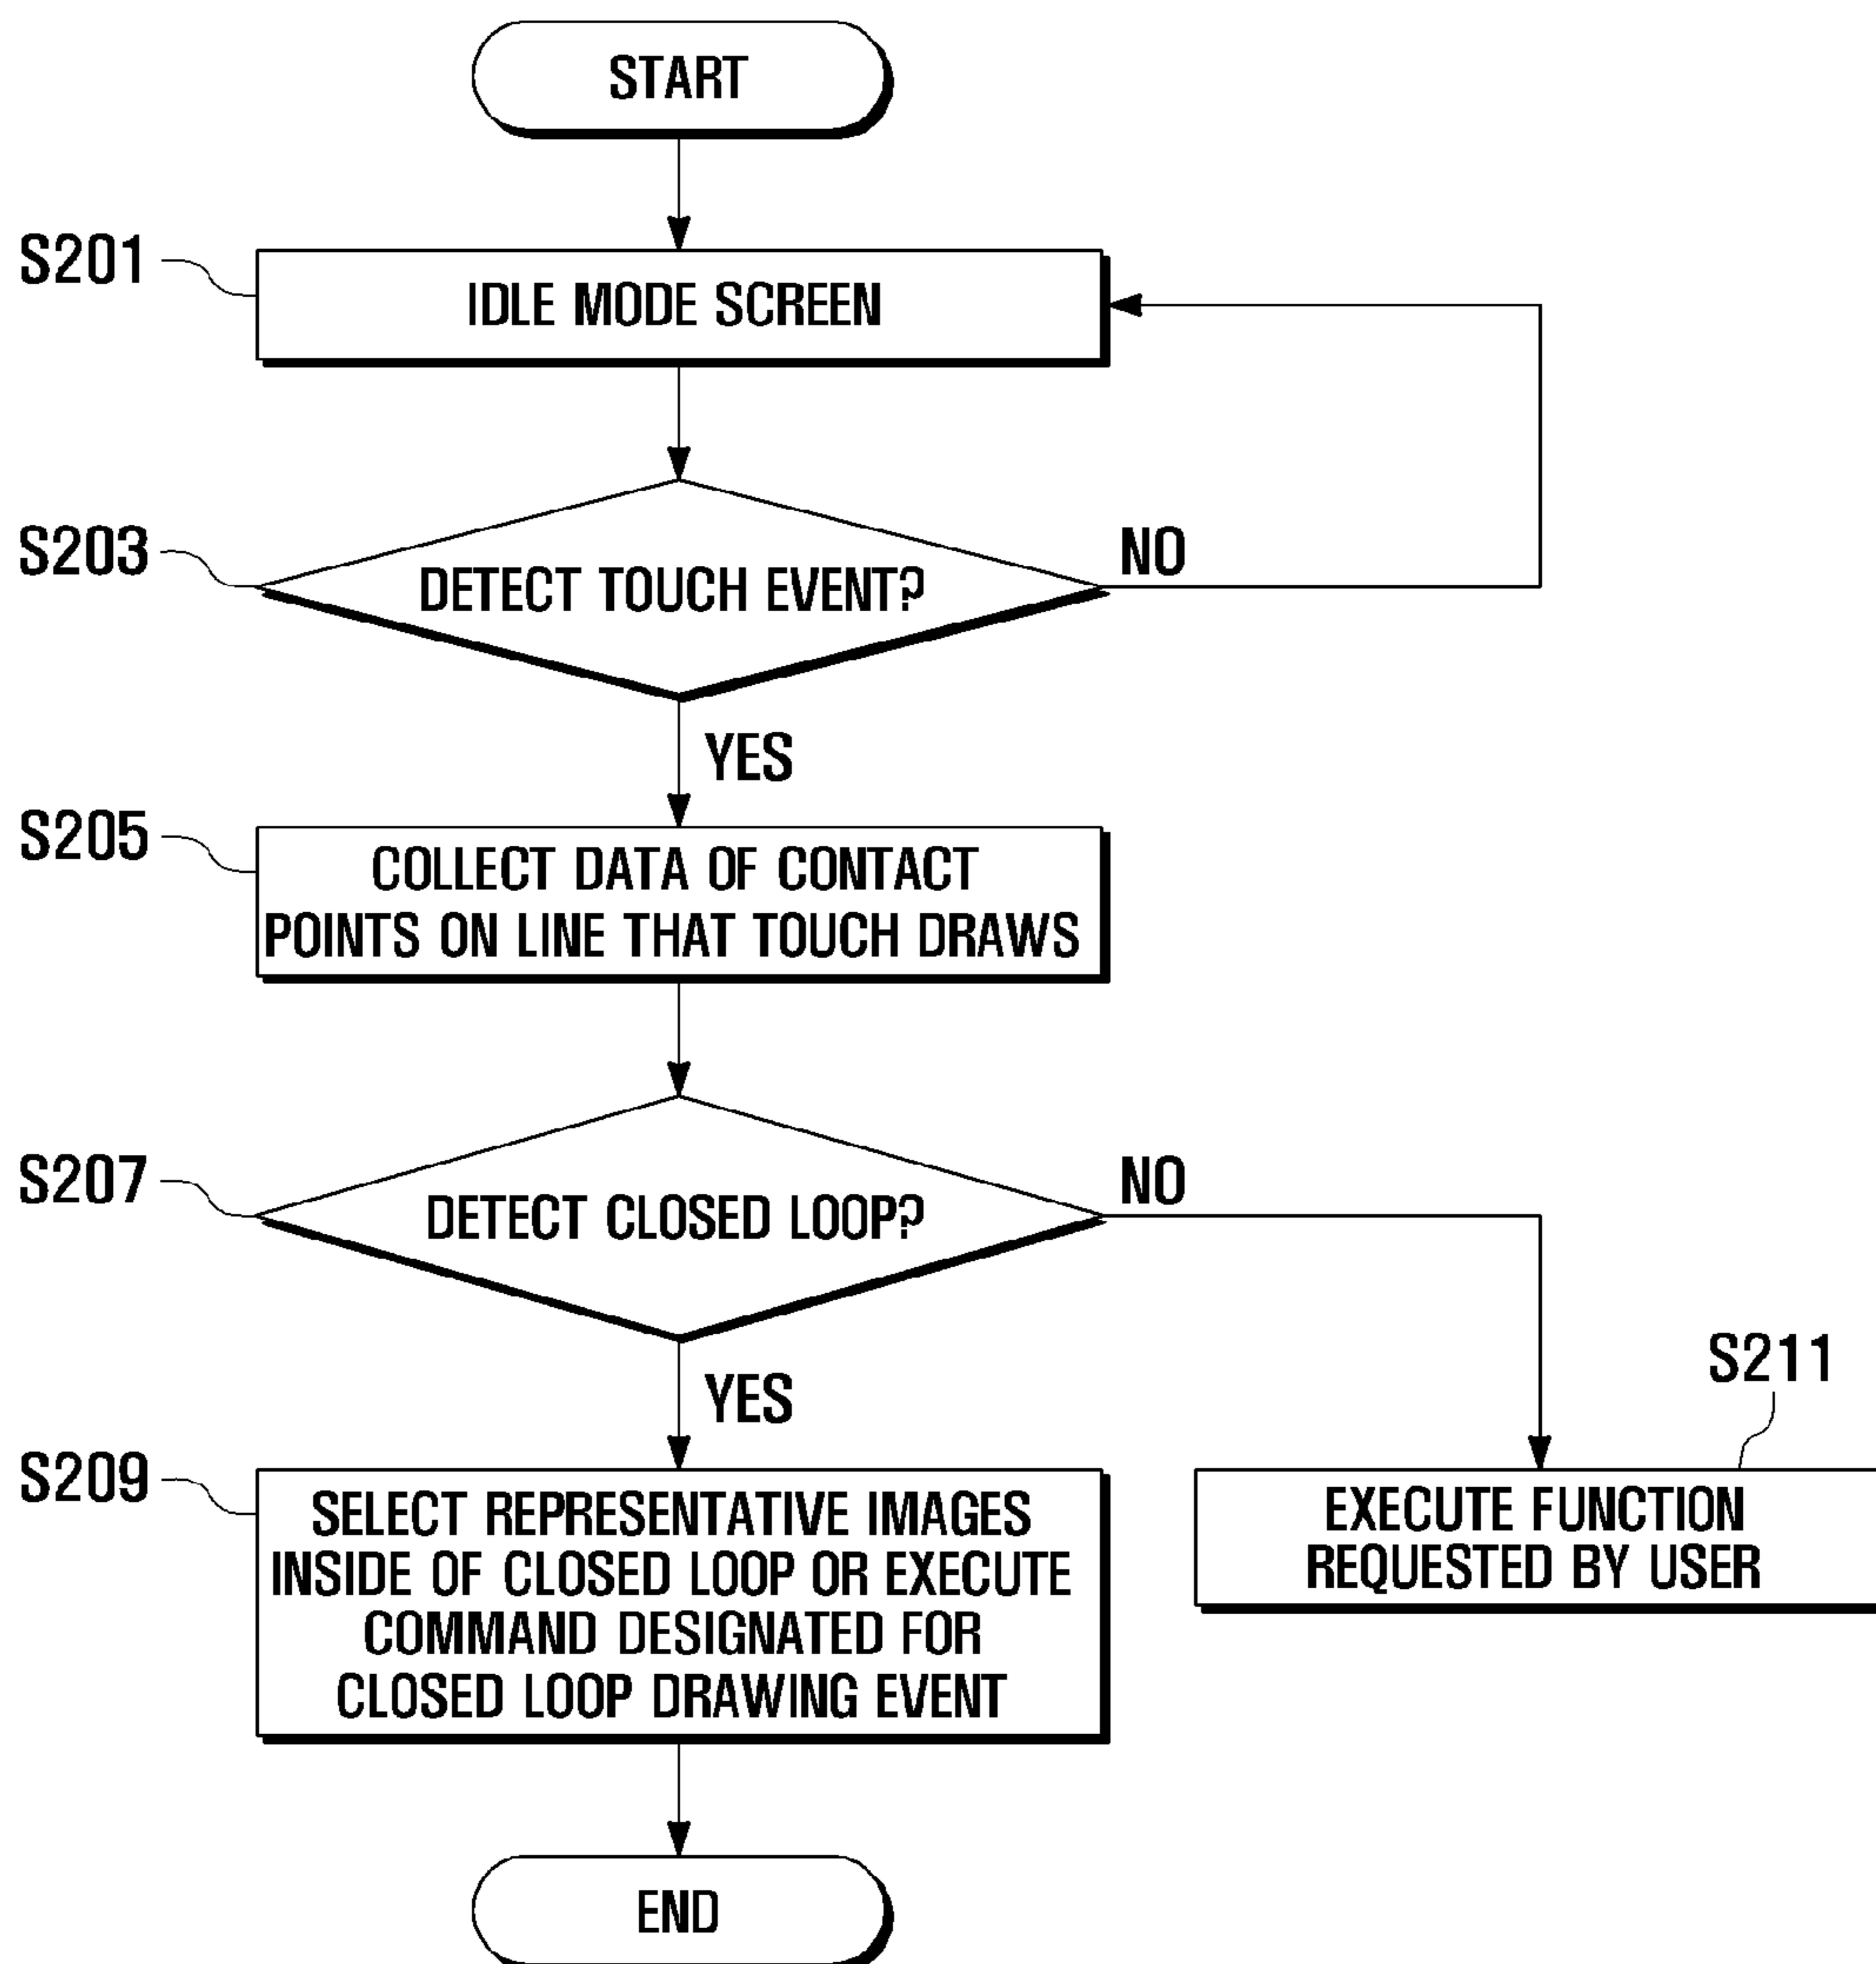 START
S201
IDLE MODE SCREEN
S203
DETECT TOUCH EVENT?
NO
YES
S205
COLLECT DATA OF CONTACT
POINTS ON LINE THAT TOUCH DRAWS
S207
DETECT CLOSED LOOP?
NO
YES
S211
S209
SELECT REPRESENTATIVE IMAGES
INSIDE OF CLOSED LOOP OR EXECUTE
COMMAND DESIGNATED FOR
CLOSED LOOP DRAWING EVENT
EXECUTE FUNCTION
REQUESTED BY USER
END